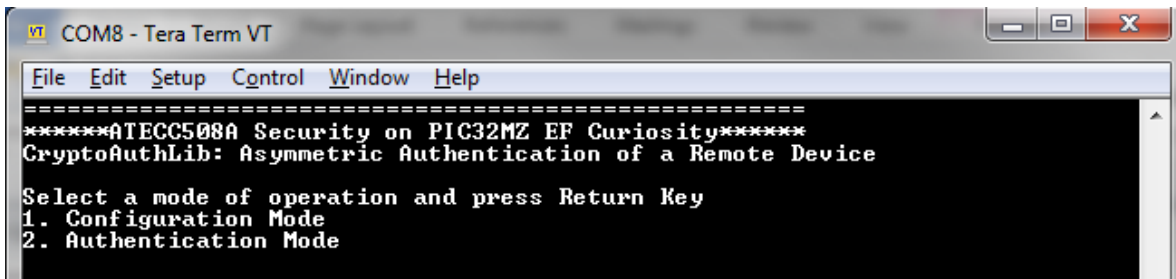 COM8 - Tera Term VT
File Edit Setup Control Window Help
======================================================
******ATECC508A Security on PIC32MZ EF Curiosity******
CryptoAuthLib: Asymmetric Authentication of a Remote Device
Select a mode of operation and press Return Key
1. Configuration Mode
2. Authentication Mode